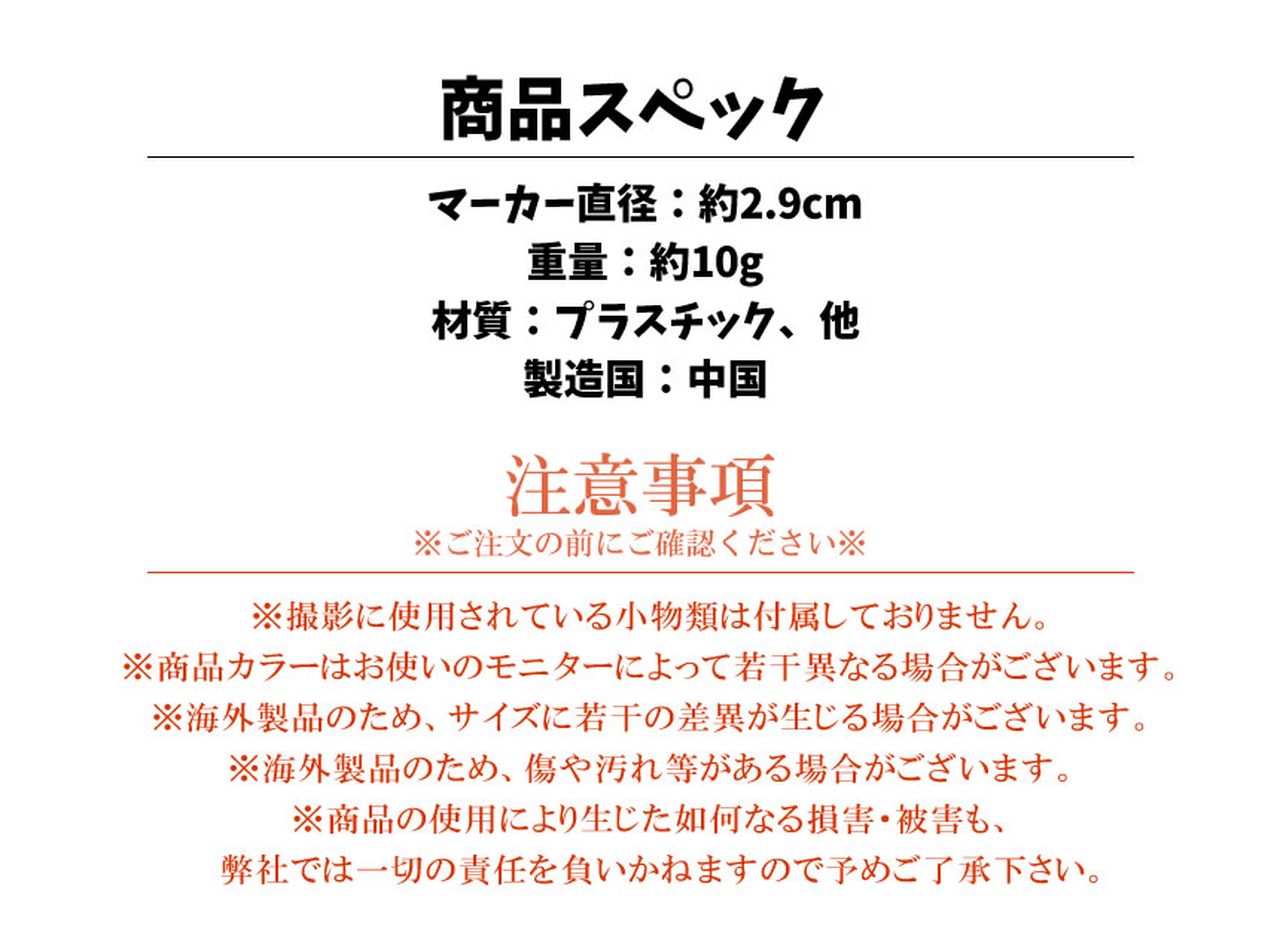 商品スペック
マーカー直径：約2.9cm
重量：約10g
材質：プラスチック、他
製造国：中国
注意事項
※ご注文の前にご確認ください※
※撮影に使用されている小物類は付属しておりません。
※商品カラーはお使いのモニターによって若干異なる場合がございます。
※海外製品のため、サイズに若干の差異が生じる場合がございます。
※海外製品のため、傷や汚れ等がある場合がございます。
※商品の使用により生じた如何なる損害・被害も、
弊社では一切の責任を負いかねますので予めご了承下さい。